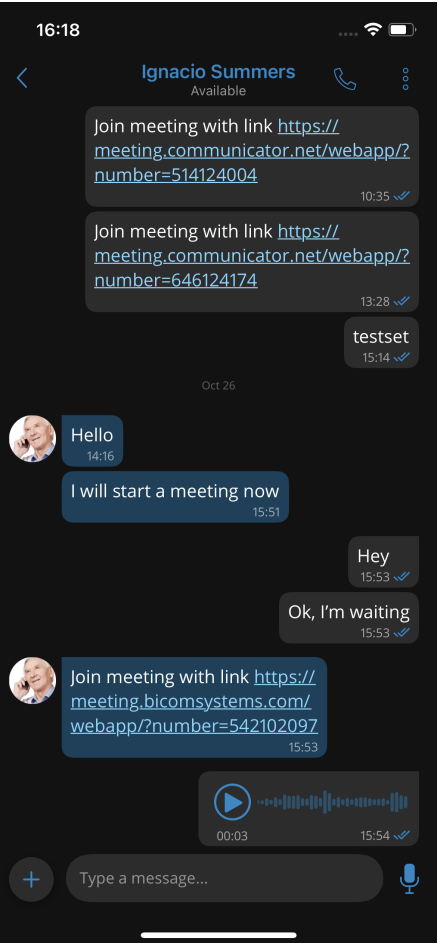 16:18
Ignacio Summers
Available
Join meeting with link https://
meeting.communicator.net/webapp/?
number=514124004
10:35
Join meeting with link https://
meeting.communicator.net/webapp/?
number=646124174
13:28
testset
15:14
Oct 26
Hello
14:16
I will start a meeting now
15:51
Hey
15:53
Ok, I’m waiting
15:53
Join meeting with link https://
meeting.bicomsystems.com/
webapp/?number=542102097
15:53
00:03
15:54
Type a message...